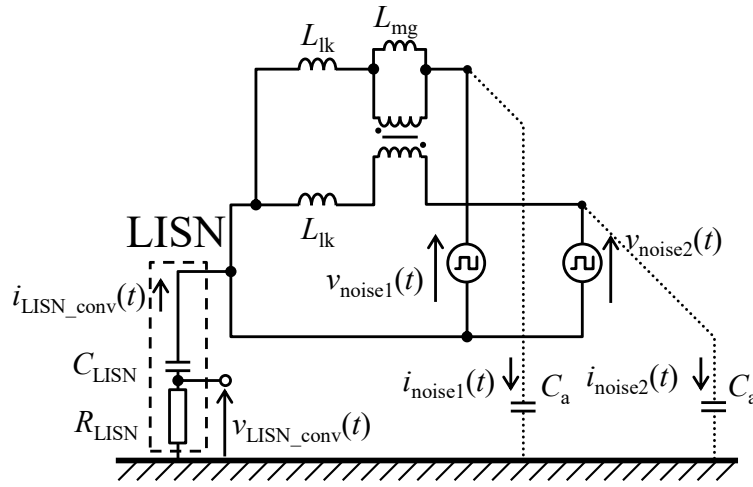 L_mg
L_lk
L_lk
LISN
v_noise2(t)
v_noise1(t)
i_LISN_conv(t)
C_LISN
i_noise1(t)
C_a
i_noise2(t)
C_a
R_LISN
v_LISN_conv(t)